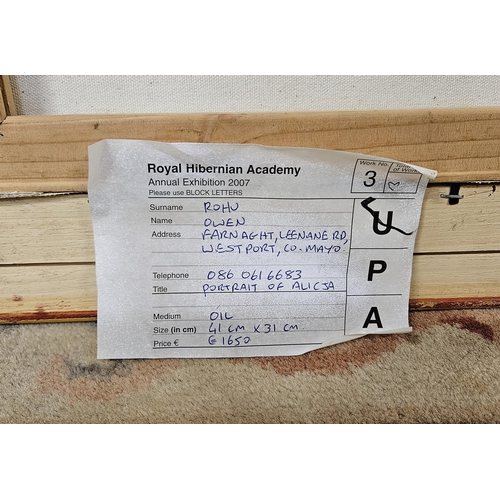 Royal Hibernian Academy
Annual Exhibition 2007
Please use BLOCK LETTERS
Work No. 3
Surname ROHU
Name OWEN
Address FARNAGHT, LEENANE RD,
WESTPORT, CO. MAYO.
Telephone 086 061 6683
Title PORTRAIT OF ALICJA
Medium OIL
Size (in cm) 41 CM X 31 CM
Price € €1650
U
P
A